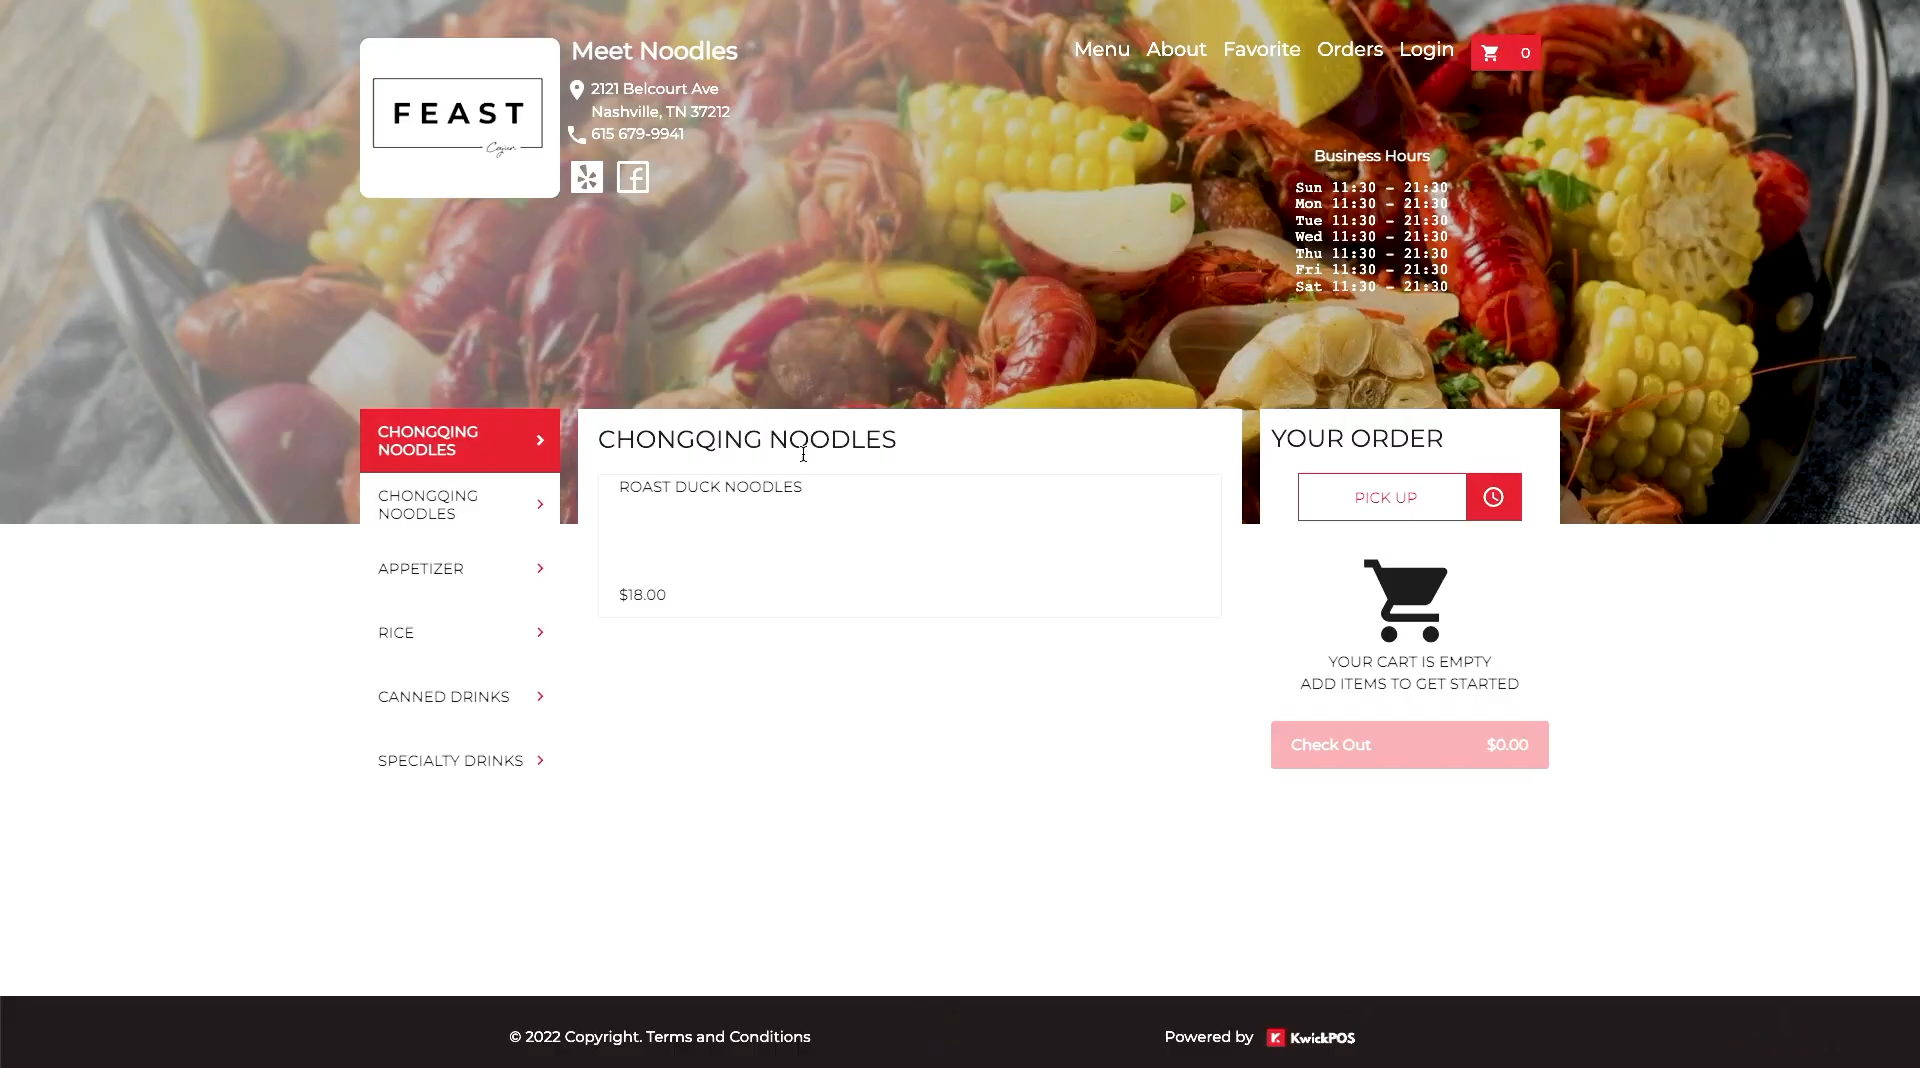 FEAST
Cajun
Meet Noodles
2121 Belcourt Ave
Nashville, TN 37212
615 679-9941
Menu About Favorite Orders Login 0
Business Hours
Sun 11:30 - 21:30
Mon 11:30 - 21:30
Tue 11:30 - 21:30
Wed 11:30 - 21:30
Thu 11:30 - 21:30
Fri 11:30 - 21:30
Sat 11:30 - 21:30
CHONGQING
NOODLES
CHONGQING
NOODLES
APPETIZER
RICE
CANNED DRINKS
SPECIALTY DRINKS
CHONGQING NOODLES
ROAST DUCK NOODLES
$18.00
YOUR ORDER
PICK UP
YOUR CART IS EMPTY
ADD ITEMS TO GET STARTED
Check Out $0.00
© 2022 Copyright. Terms and Conditions
Powered by KwickPOS